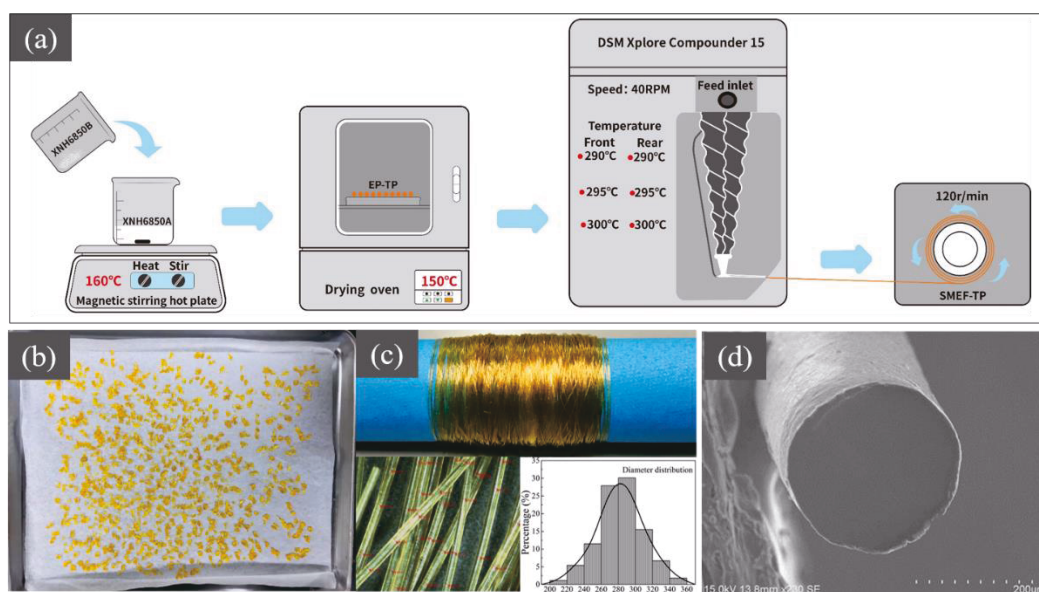 (a)
XNH6850B
XNH6850A
160℃
Heat Stir
Magnetic stirring hot plate
EP-TP
Drying oven
150℃
DSM Xplore Compounder 15
Speed: 40RPM
Feed inlet
Temperature
Front Rear
290℃ 290℃
295℃ 295℃
300℃ 300℃
120r/min
SMEF-TP
(b)
(c)
Diameter distribution
Percentage (%)
35
30
25
20
15
10
5
0
200 220 240 260 280 300 320 340 360
(d)
15.0kV 13.8mm x230 SE
200u